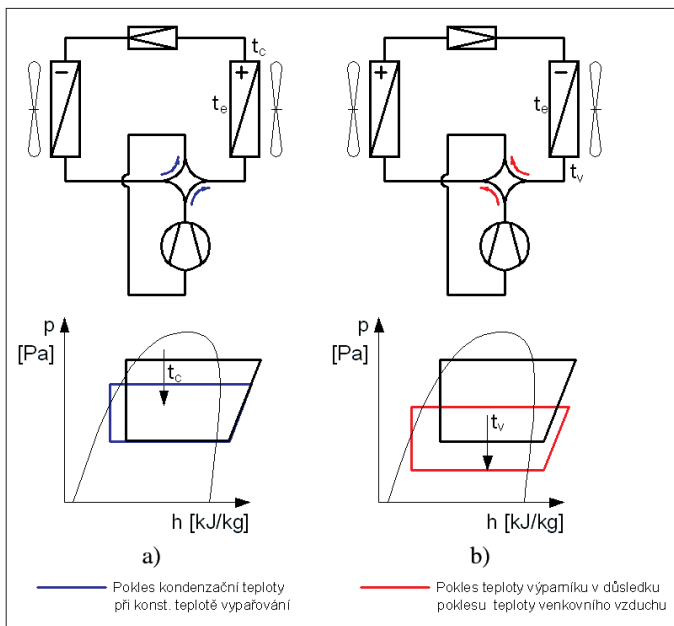 t_c
−
+
t_e
+
−
t_e
t_v
p
[Pa]
t_c
h [kJ/kg]
a)
p
[Pa]
t_v
h [kJ/kg]
b)
Pokles kondenzační teploty
při konst. teplotě vypařování
Pokles teploty výparníku v důsledku
poklesu teploty venkovního vzduchu